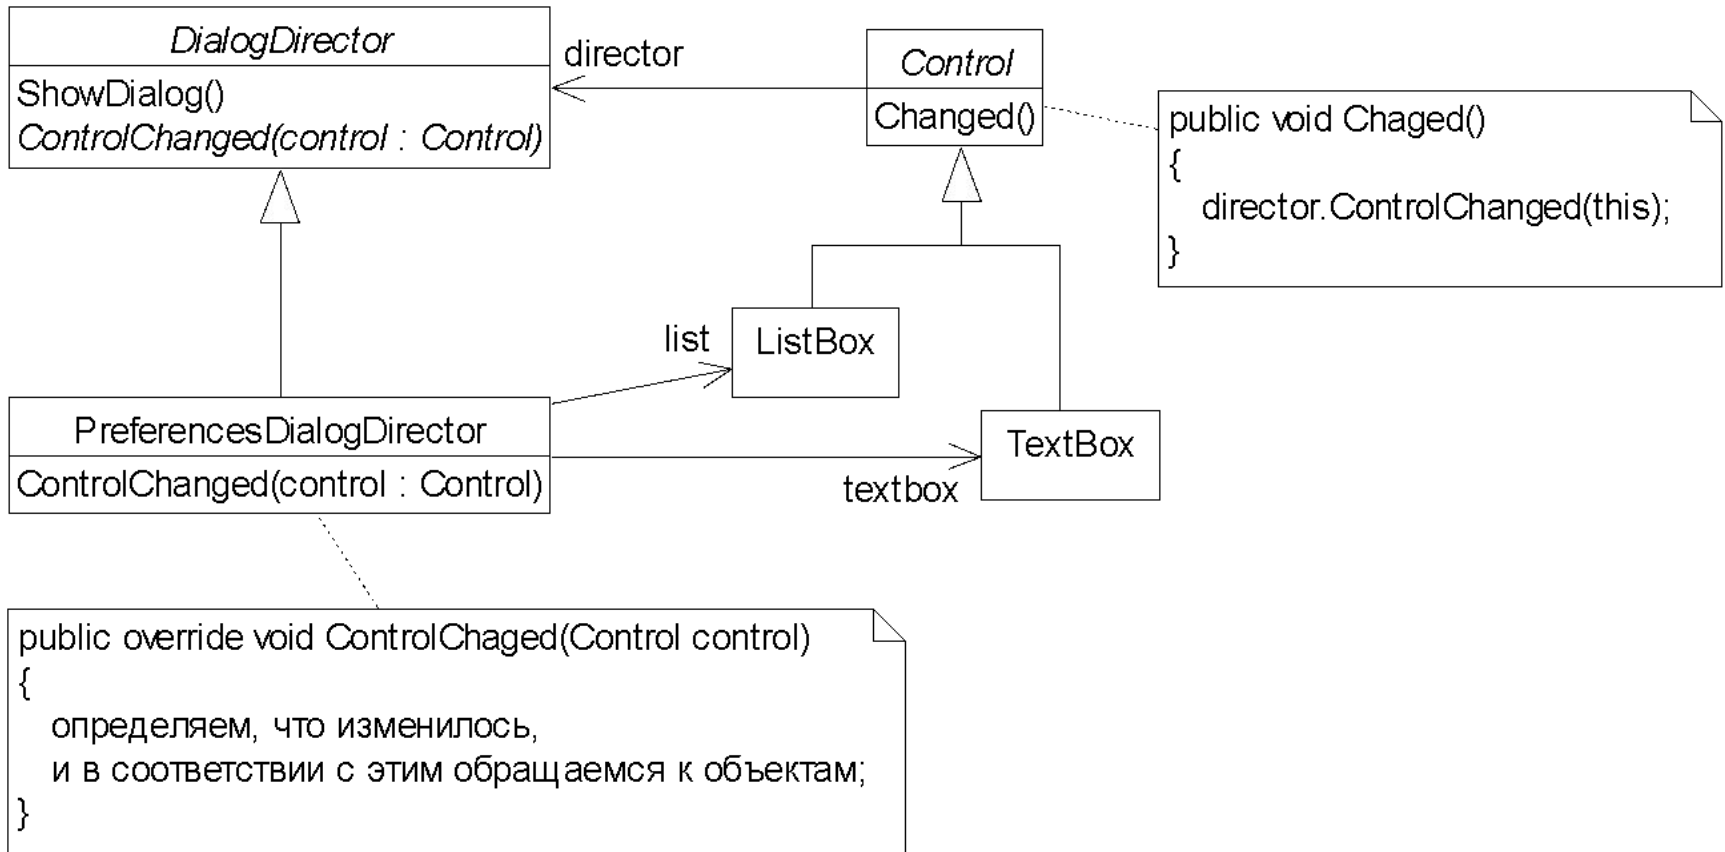 DialogDirector
ShowDialog()
ControlChanged(control : Control)
director
Control
Changed()
public void Chaged()
{
director.ControlChanged(this);
}
list
ListBox
PreferencesDialogDirector
ControlChanged(control : Control)
TextBox
textbox
public override void ControlChaged(Control control)
{
определяем, что изменилось,
и в соответствии с этим обращаемся к объектам;
}